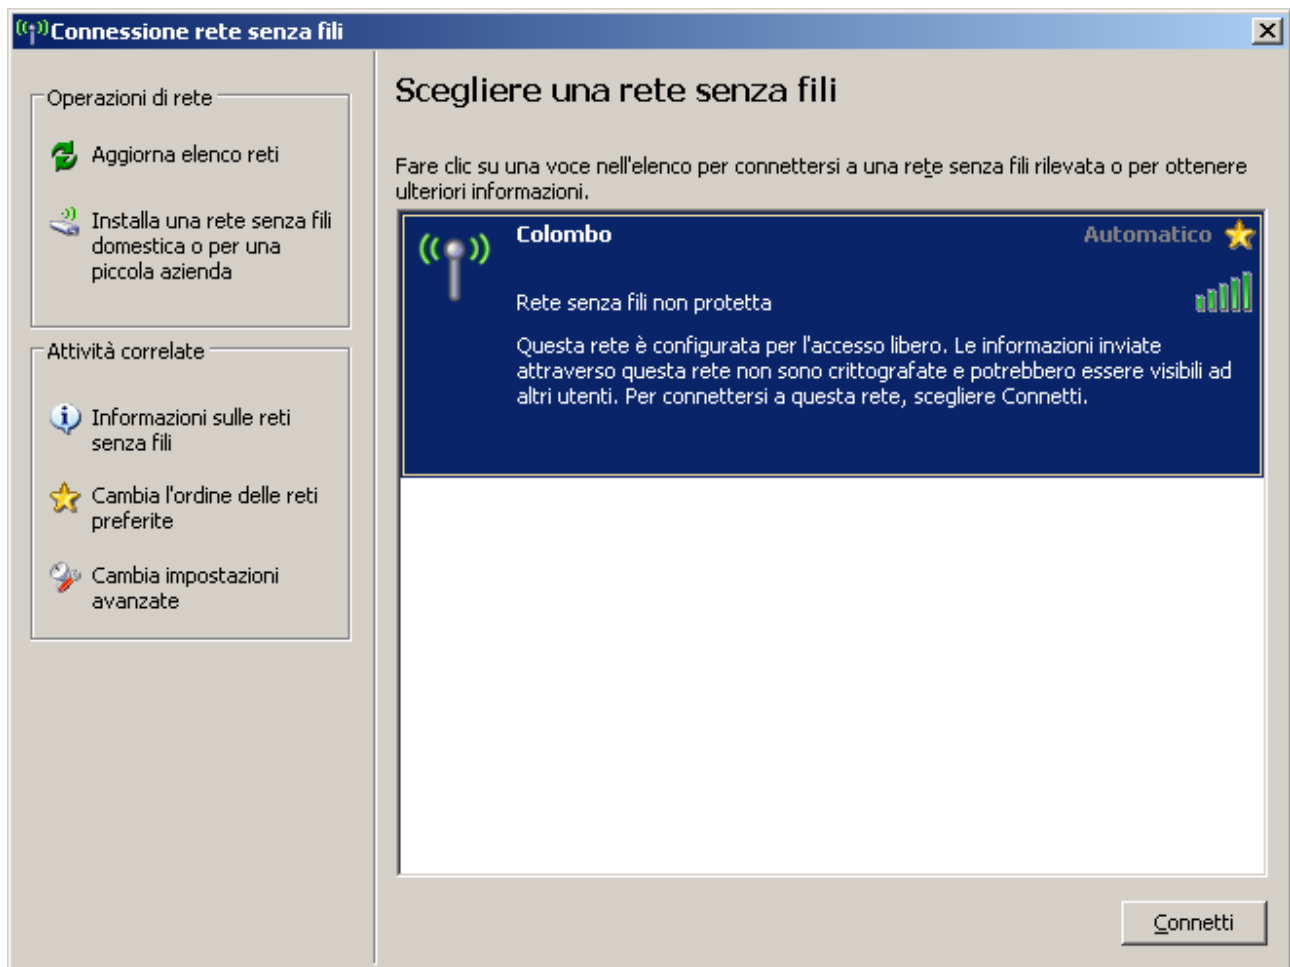 Connessione rete senza fili
Operazioni di rete
Aggiorna elenco reti
Installa una rete senza fili
domestica o per una
piccola azienda
Attività correlate
Informazioni sulle reti
senza fili
Cambia l'ordine delle reti
preferite
Cambia impostazioni
avanzate
Scegliere una rete senza fili
Fare clic su una voce nell'elenco per connettersi a una rete senza fili rilevata o per ottenere
ulteriori informazioni.
Colombo
Automatico
Rete senza fili non protetta
Questa rete è configurata per l'accesso libero. Le informazioni inviate
attraverso questa rete non sono crittografate e potrebbero essere visibili ad
altri utenti. Per connettersi a questa rete, scegliere Connetti.
Connetti